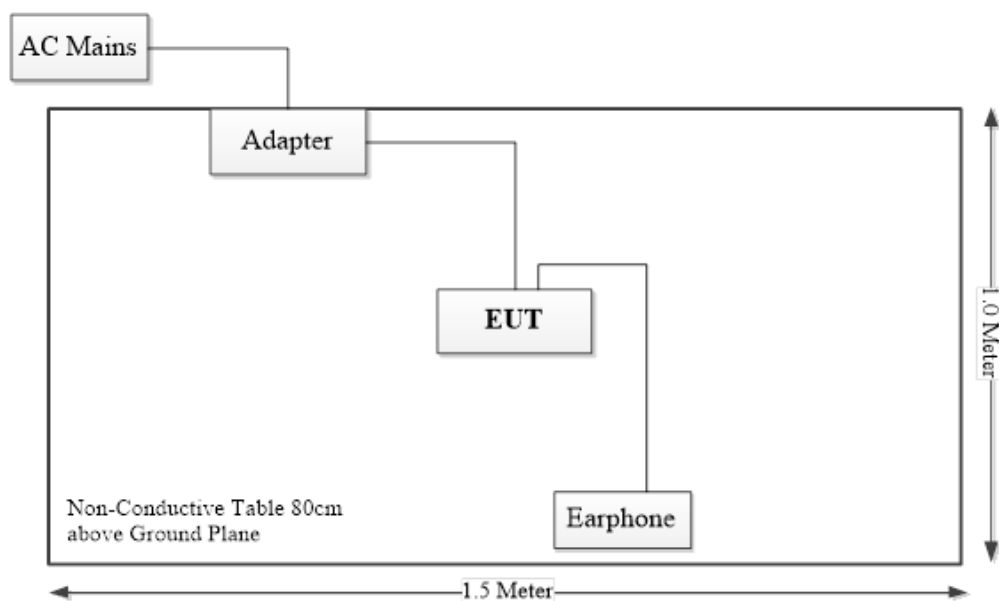 AC Mains
Adapter
EUT
1.0 Meter
Earphone
Non-Conductive Table 80cm
above Ground Plane
1.5 Meter